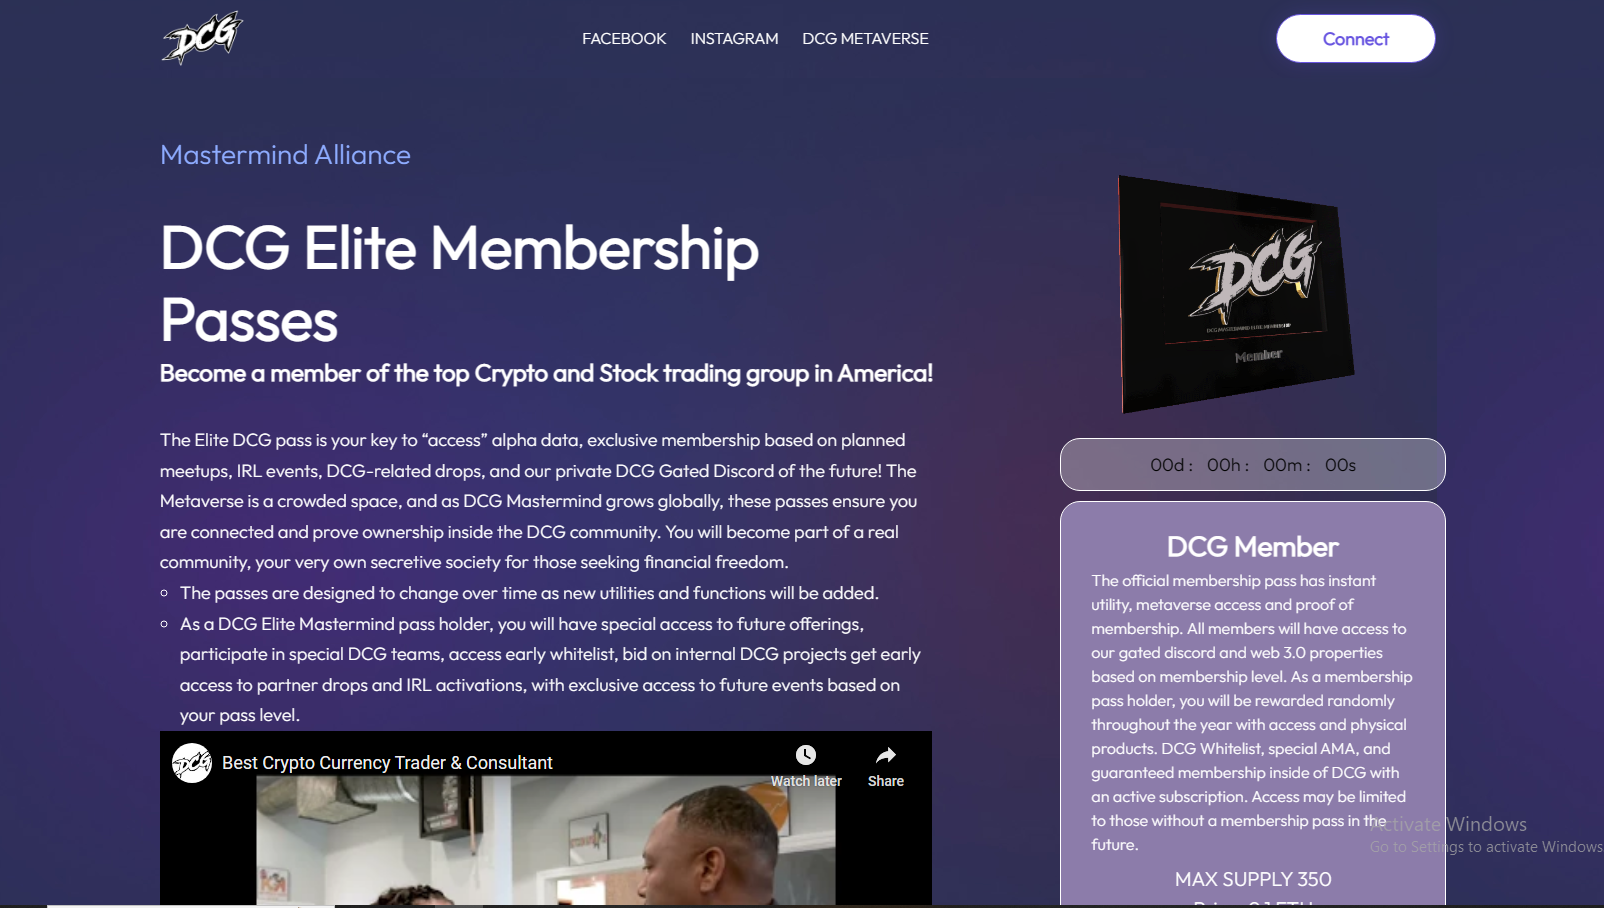 DCG
FACEBOOK
INSTAGRAM
DCG METAVERSE
Connect
Mastermind Alliance
DCG Elite Membership
Passes
Become a member of the top Crypto and Stock trading group in America!
The Elite DCG pass is your key to “access” alpha data, exclusive membership based on planned
meetups, IRL events, DCG-related drops, and our private DCG Gated Discord of the future! The
Metaverse is a crowded space, and as DCG Mastermind grows globally, these passes ensure you
are connected and prove ownership inside the DCG community. You will become part of a real
community, your very own secretive society for those seeking financial freedom.
The passes are designed to change over time as new utilities and functions will be added.
As a DCG Elite Mastermind pass holder, you will have special access to future offerings,
participate in special DCG teams, access early whitelist, bid on internal DCG projects get early
access to partner drops and IRL activations, with exclusive access to future events based on
your pass level.
DCG
Best Crypto Currency Trader & Consultant
Watch later
Share
DCG
DCG MASTERMIND ELITE MEMBERSHIP
Member
00d : 00h : 00m : 00s
DCG Member
The official membership pass has instant
utility, metaverse access and proof of
membership. All members will have access to
our gated discord and web 3.0 properties
based on membership level. As a membership
pass holder, you will be rewarded randomly
throughout the year with access and physical
products. DCG Whitelist, special AMA, and
guaranteed membership inside of DCG with
an active subscription. Access may be limited
to those without a membership pass in the
future.
MAX SUPPLY 350
Activate Windows
Go to Settings to activate Windows